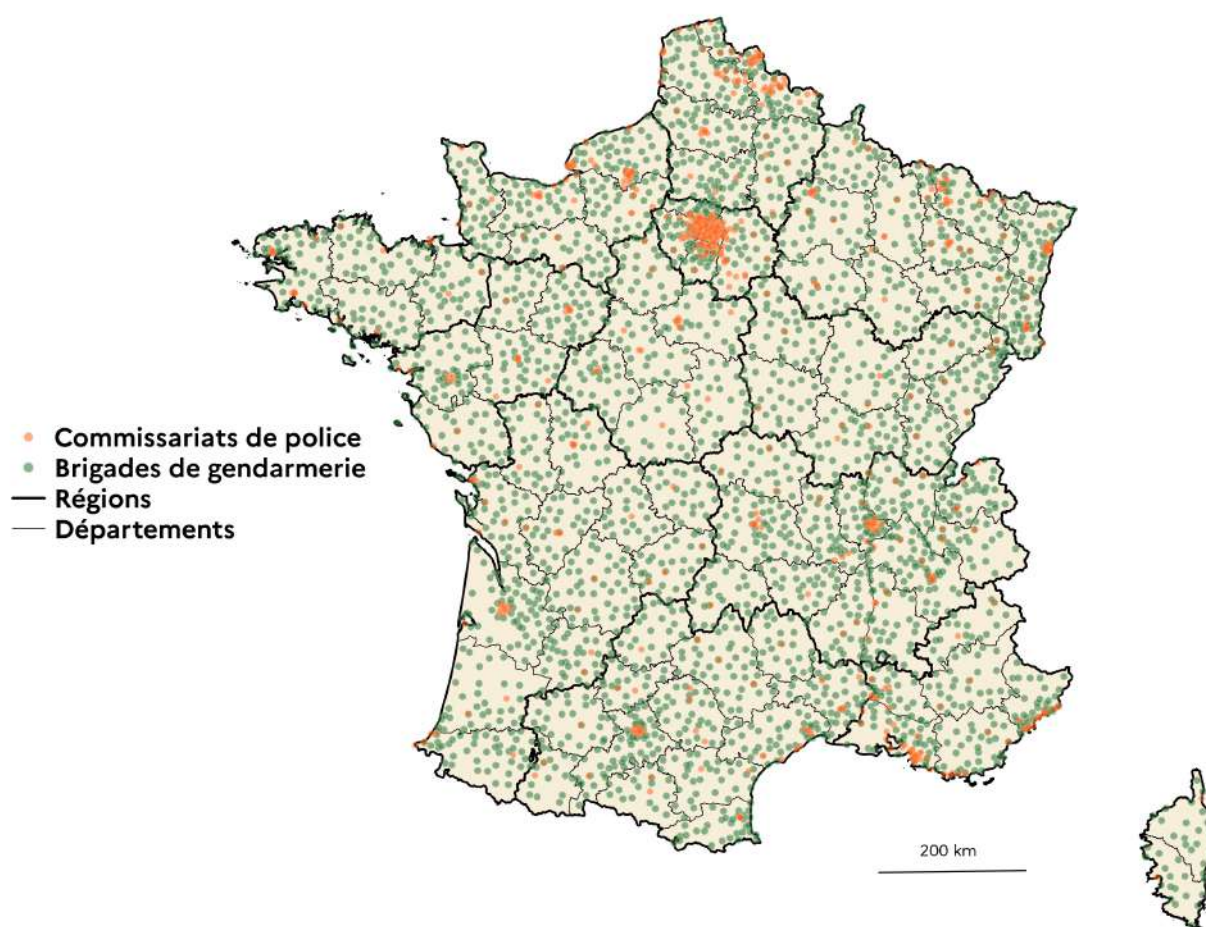 Commissariats de police
Brigades de gendarmerie
Régions
Départements
200 km